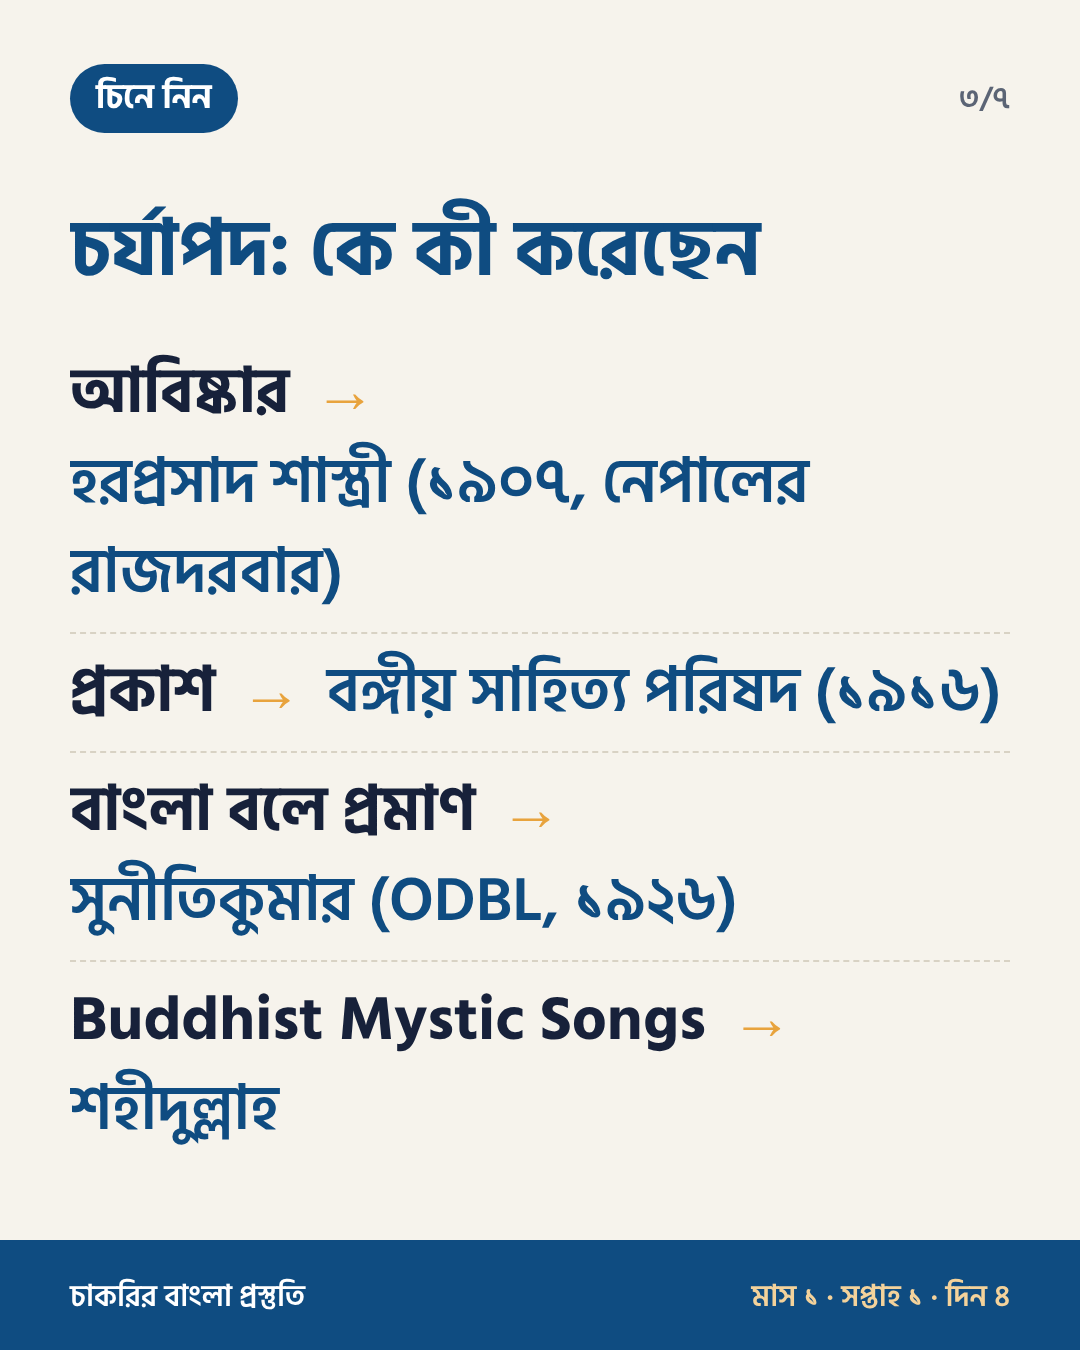 চিনে নিন
৩/৭
চর্যাপদ: কে কী করেছেন
আবিষ্কার →
হরপ্রসাদ শাস্ত্রী (১৯০৭, নেপালের
রাজদরবার)
প্রকাশ → বঙ্গীয় সাহিত্য পরিষদ (১৯১৬)
বাংলা বলে প্রমাণ →
সুনীতিকুমার (ODBL, ১৯২৬)
Buddhist Mystic Songs →
শহীদুল্লাহ
চাকরির বাংলা প্রস্তুতি
মাস ১ · সপ্তাহ ১ · দিন ৪